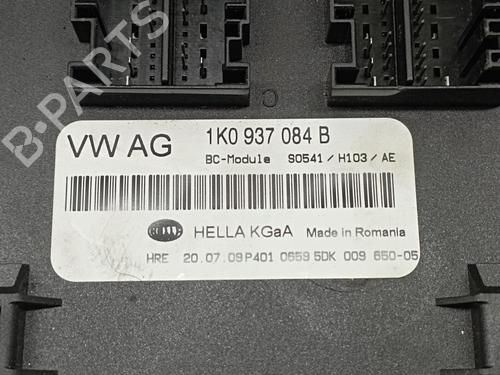 B-PARTS
VW AG 1K0 937 084 B
BC-Module S0541 / H103 / AE
HELLA HELLA KGaA Made in Romania
HRE 20.07.09P401 0659 5DK 009 650-05